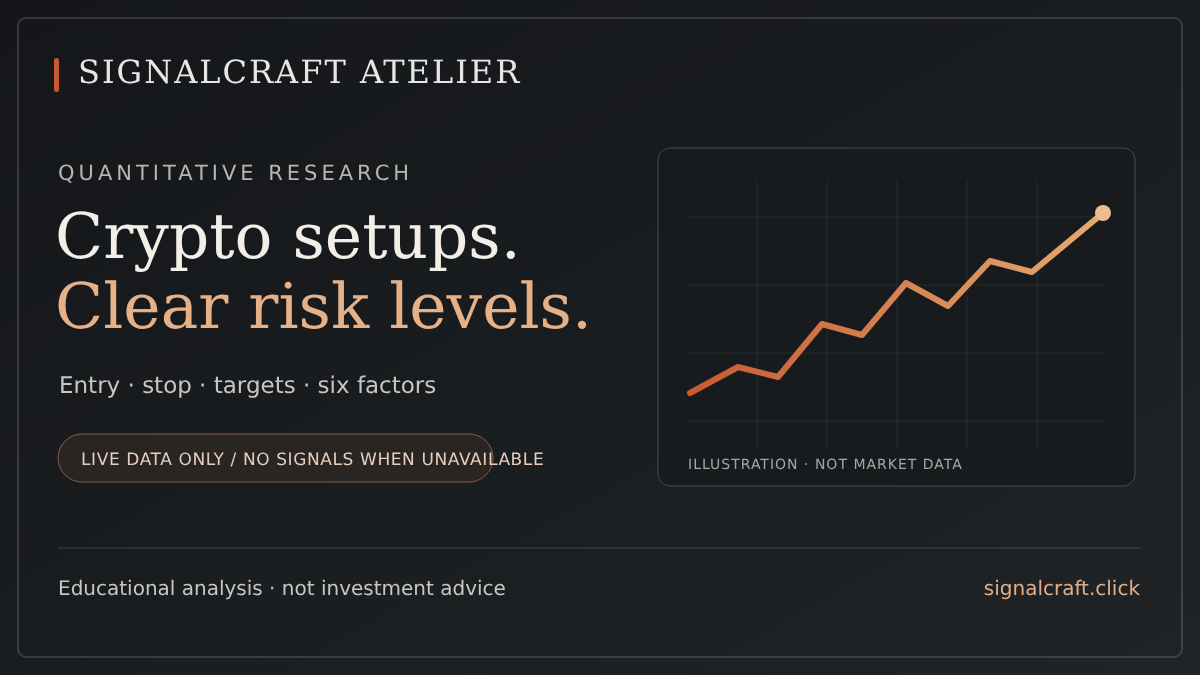 SIGNALCRAFT ATELIER
QUANTITATIVE RESEARCH
Crypto setups.
Clear risk levels.
Entry · stop · targets · six factors
LIVE DATA ONLY / NO SIGNALS WHEN UNAVAILABLE
ILLUSTRATION · NOT MARKET DATA
Educational analysis · not investment advice
signalcraft.click